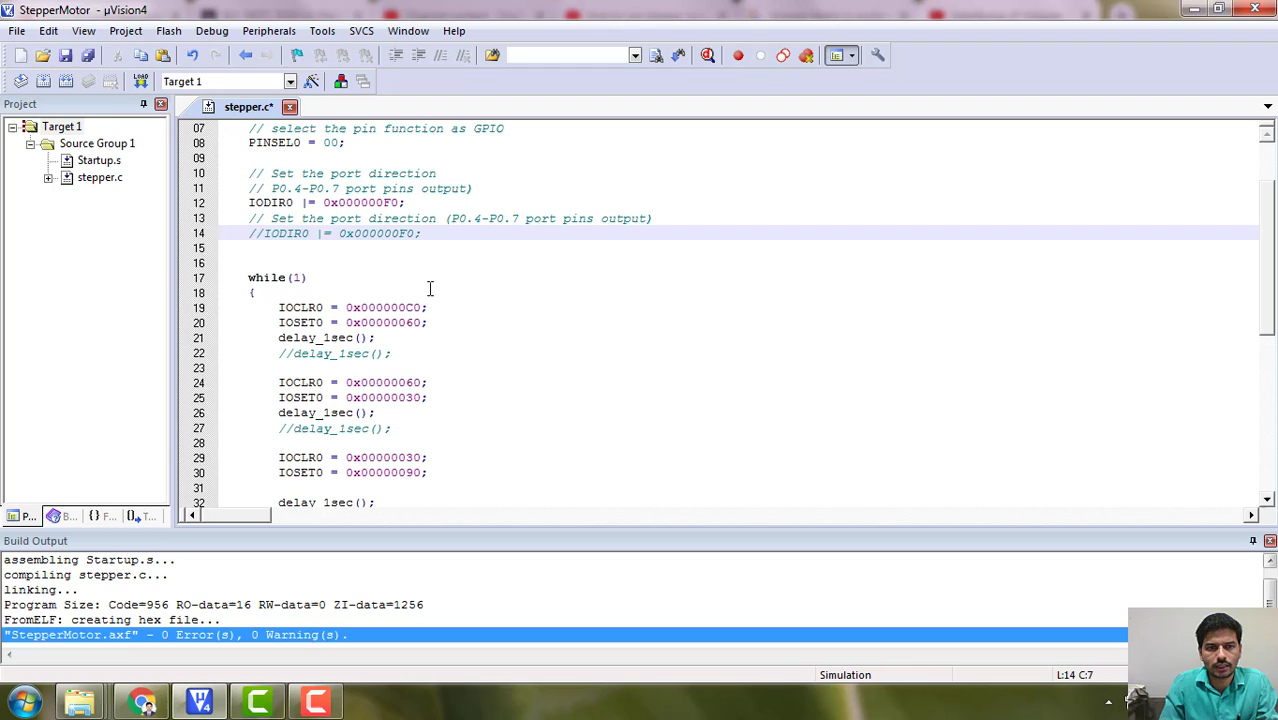 StepperMotor - µVision4
File Edit View Project Flash Debug Peripherals Tools SVCS Window Help
LOAD Target 1
Project
stepper.c*
Target 1
Source Group 1
Startup.s
stepper.c
07 // select the pin function as GPIO
08 PINSEL0 = 00;
09
10 // Set the port direction
11 // P0.4-P0.7 port pins output)
12 IODIR0 |= 0x000000F0;
13 // Set the port direction (P0.4-P0.7 port pins output)
14 //IODIR0 |= 0x000000F0;
15
16
17 while(1)
18 {
19 IOCLR0 = 0x000000C0;
20 IOSET0 = 0x00000060;
21 delay_1sec();
22 //delay_1sec();
23
24 IOCLR0 = 0x00000060;
25 IOSET0 = 0x00000030;
26 delay_1sec();
27 //delay_1sec();
28
29 IOCLR0 = 0x00000030;
30 IOSET0 = 0x00000090;
31
32 delay_1sec();
P... B... {} F... T...
Build Output
assembling Startup.s...
compiling stepper.c...
linking...
Program Size: Code=956 RO-data=16 RW-data=0 ZI-data=1256
FromELF: creating hex file...
"StepperMotor.axf" - 0 Error(s), 0 Warning(s).
Simulation L:14 C:7